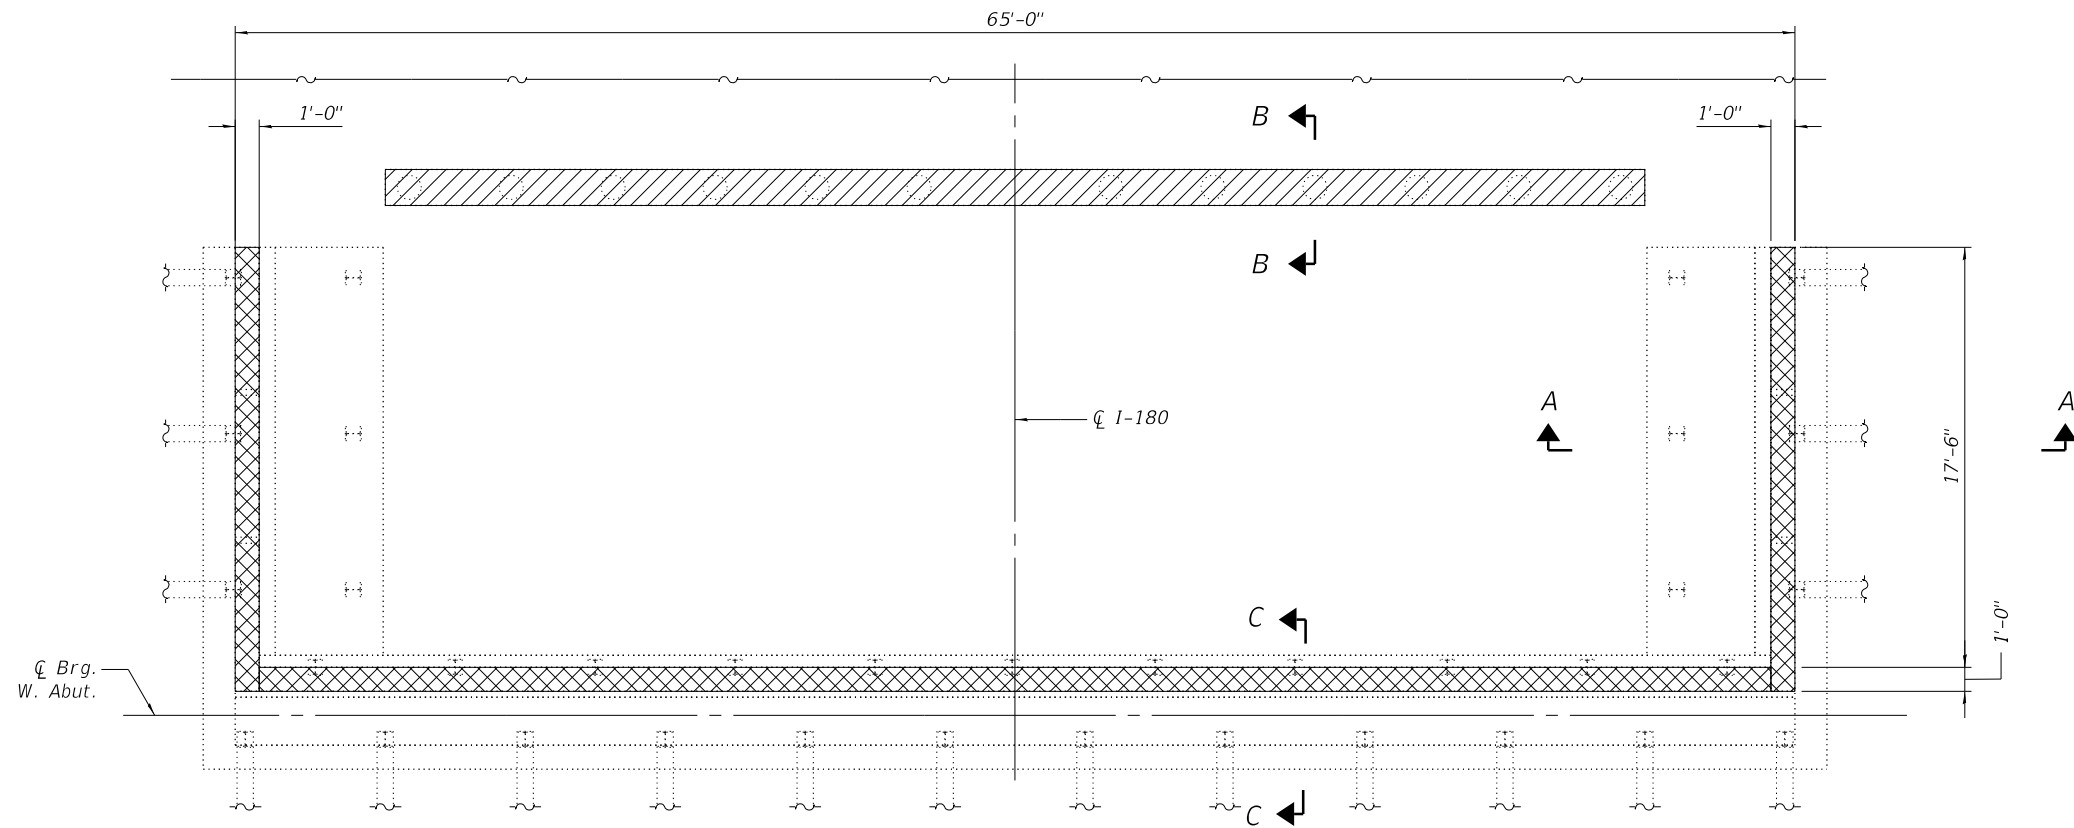 65'-0"
1'-0"
1'-0"
B
B
A
A
℄ I-180
17'-6"
1'-0"
C
℄ Brg.
W. Abut.
C